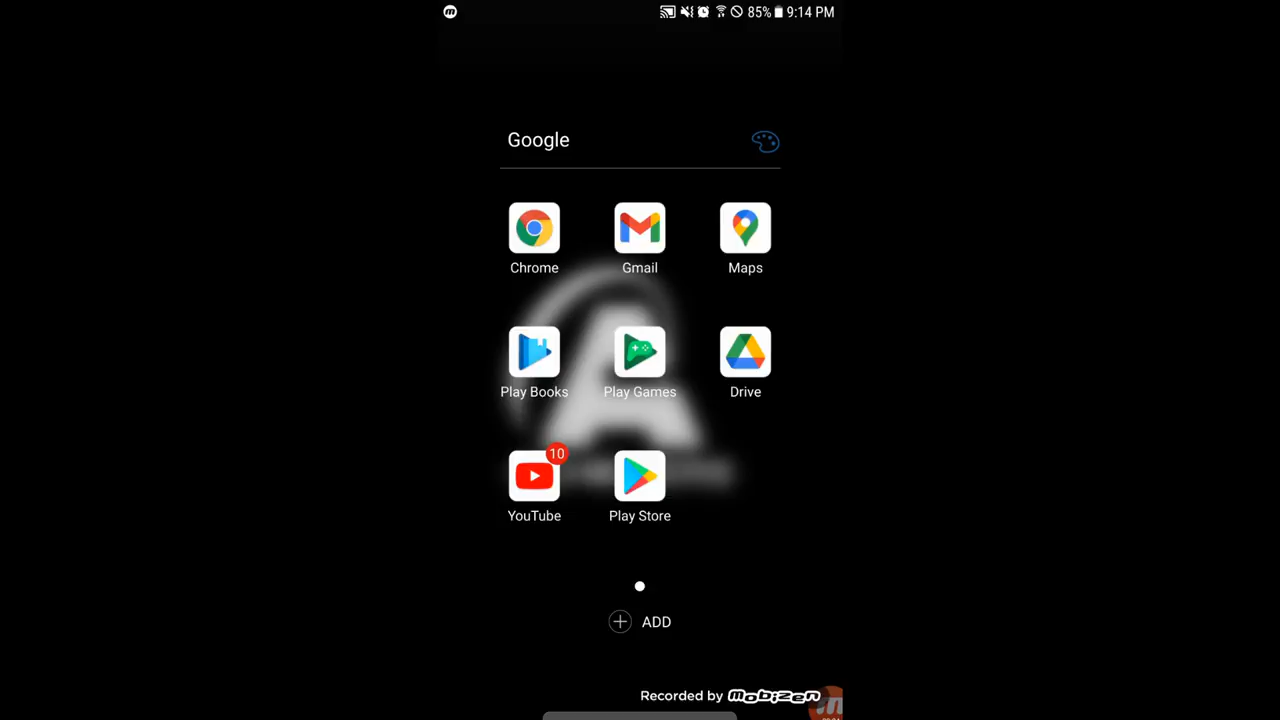 85% 9:14 PM
Google
Chrome Gmail Maps
Play Books Play Games Drive
10
YouTube Play Store
ADD
Recorded by mobizen